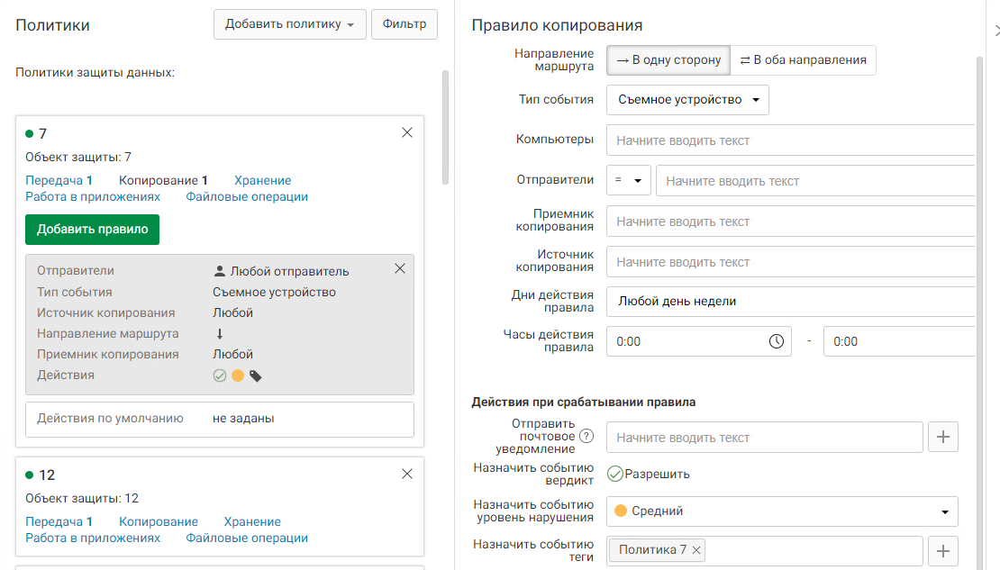 Политики
Добавить политику
Фильтр
Политики защиты данных:
7
Объект защиты: 7
Передача 1 Копирование 1 Хранение
Работа в приложениях Файловые операции
Добавить правило
Отправители Любой отправитель
Тип события Съемное устройство
Источник копирования Любой
Направление маршрута
Приемник копирования Любой
Действия
Действия по умолчанию не заданы
12
Объект защиты: 12
Передача 1 Копирование Хранение
Работа в приложениях Файловые операции
Правило копирования
Направление
маршрута
→ В одну сторону ⇄ В оба направления
Тип события Съемное устройство
Компьютеры Начните вводить текст
Отправители = Начните вводить текст
Приемник
копирования Начните вводить текст
Источник
копирования Начните вводить текст
Дни действия
правила Любой день недели
Часы действия
правила 0:00 - 0:00
Действия при срабатывании правила
Отправить
почтовое
уведомление ? Начните вводить текст
Назначить событию
вердикт Разрешить
Назначить событию
уровень нарушения Средний
Назначить событию
теги Политика 7